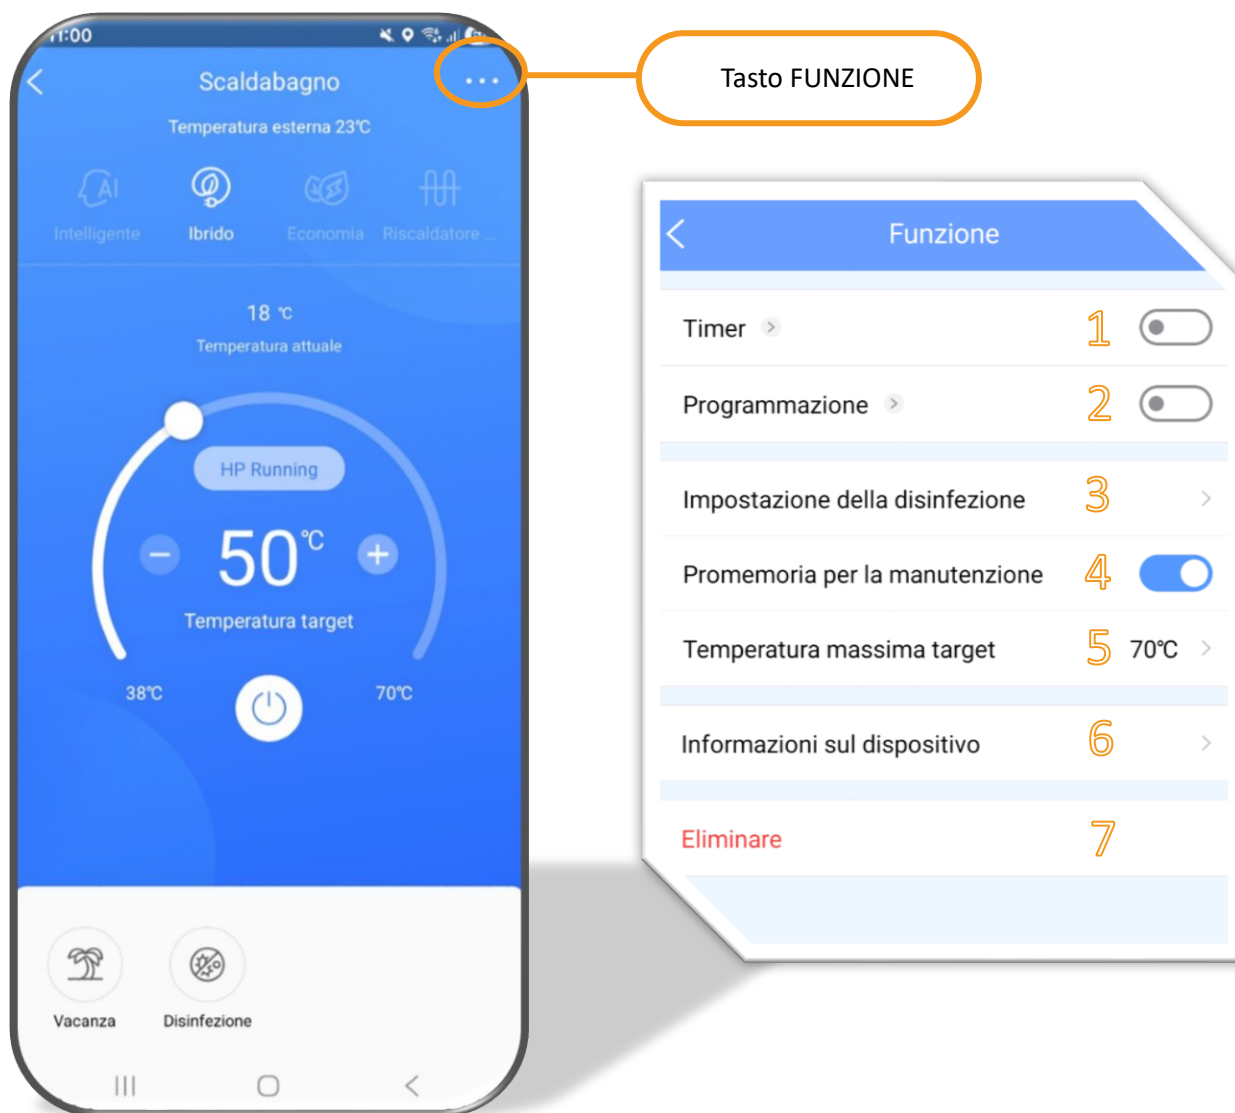 11:00
Scaldabagno
Temperatura esterna 23℃
AI
Intelligente
Ibrido
Economia
Riscaldatore ...
18 ℃
Temperatura attuale
HP Running
50℃
Temperatura target
38℃
70℃
Vacanza
Disinfezione
Tasto FUNZIONE
Funzione
Timer 1
Programmazione 2
Impostazione della disinfezione 3
Promemoria per la manutenzione 4
Temperatura massima target 5 70℃
Informazioni sul dispositivo 6
Eliminare 7